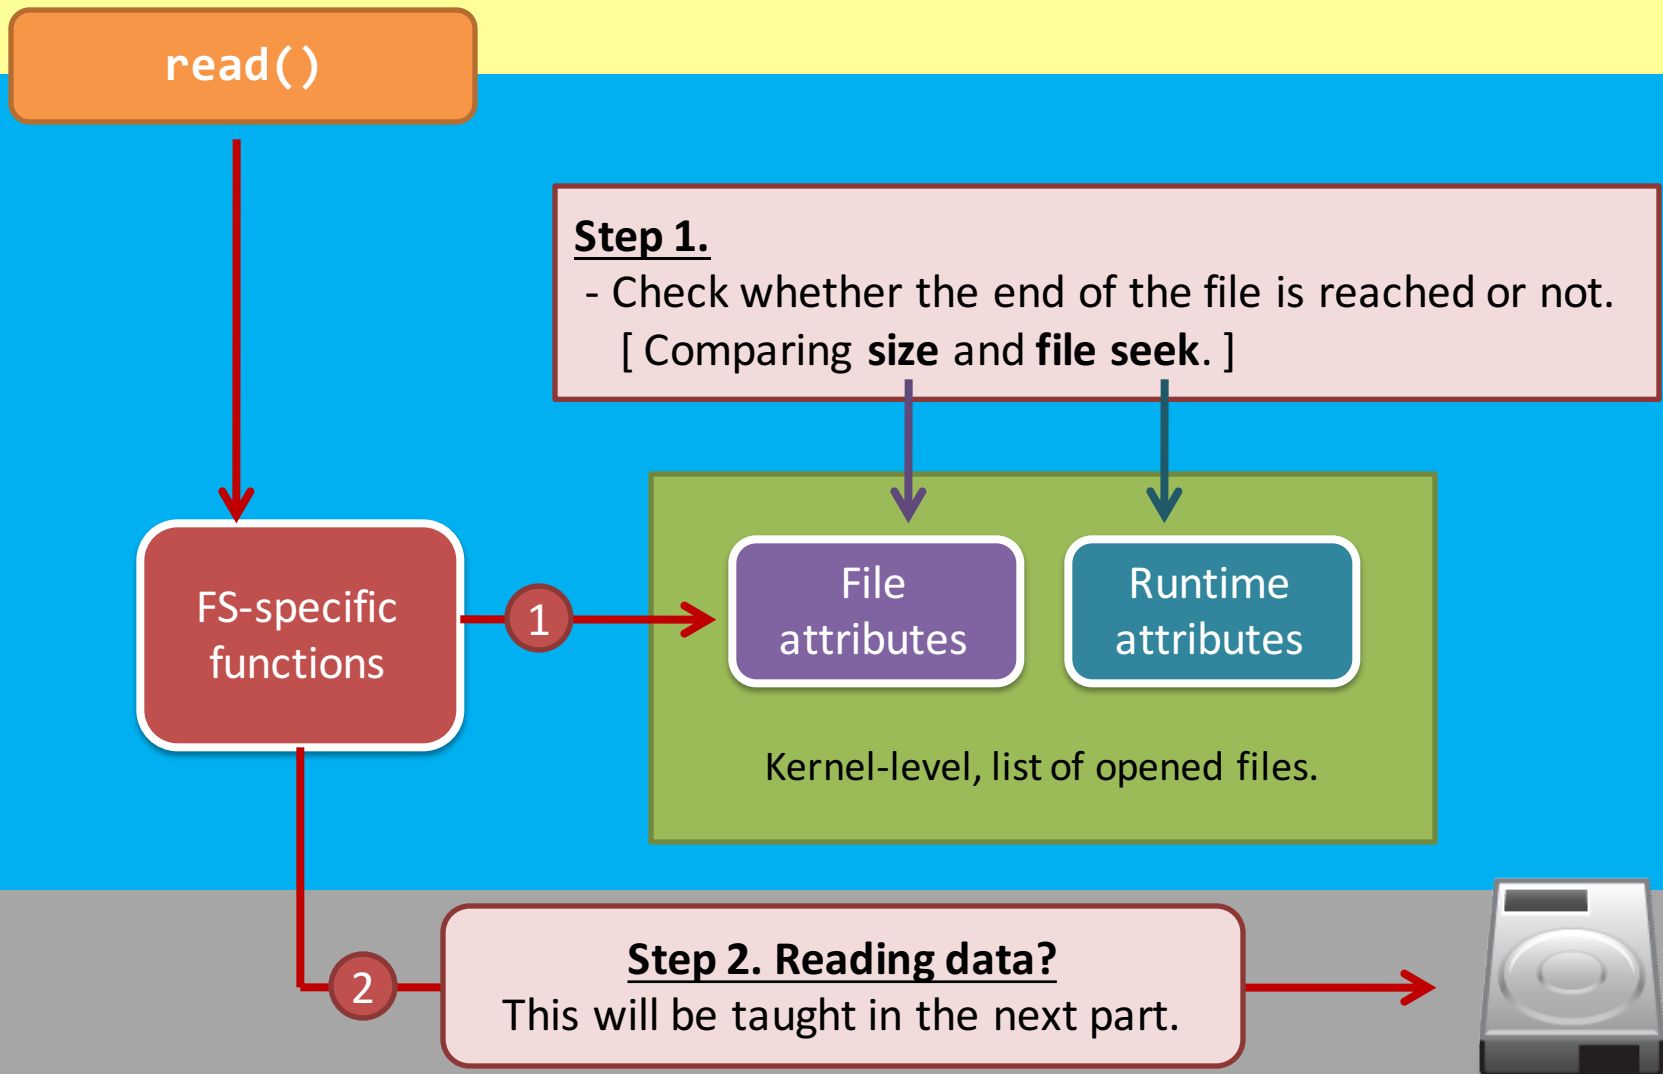 read()
Step 1.
- Check whether the end of the file is reached or not.
[ Comparing size and file seek. ]
FS-specific
functions
1
File
attributes
Runtime
attributes
Kernel-level, list of opened files.
2
Step 2. Reading data?
This will be taught in the next part.